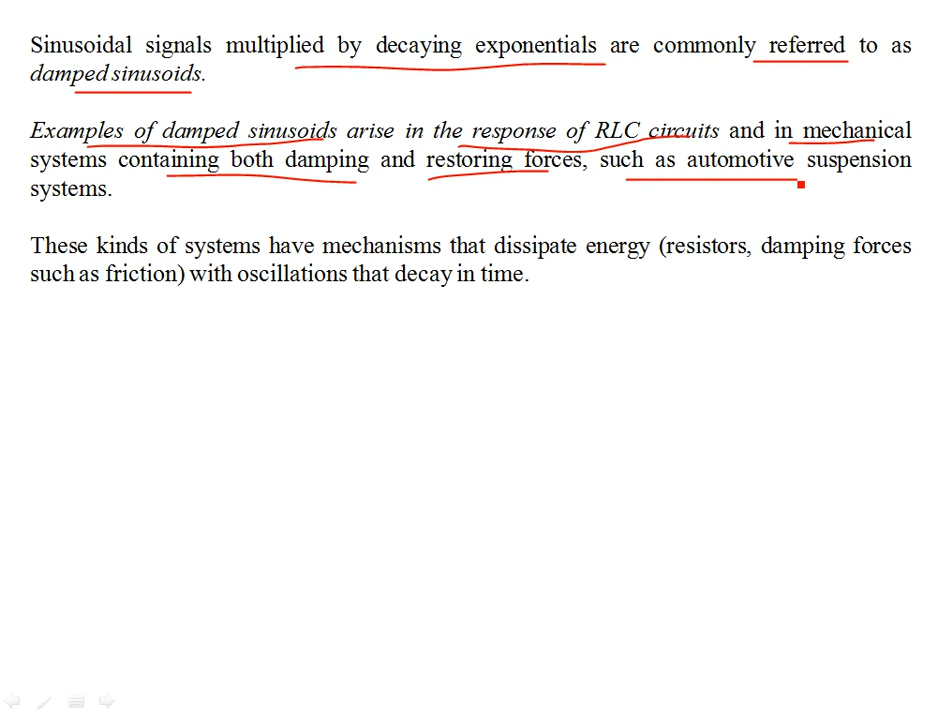 Sinusoidal signals multiplied by decaying exponentials are commonly referred to as
damped sinusoids.
Examples of damped sinusoids arise in the response of RLC circuits and in mechanical
systems containing both damping and restoring forces, such as automotive suspension
systems.
These kinds of systems have mechanisms that dissipate energy (resistors, damping forces
such as friction) with oscillations that decay in time.